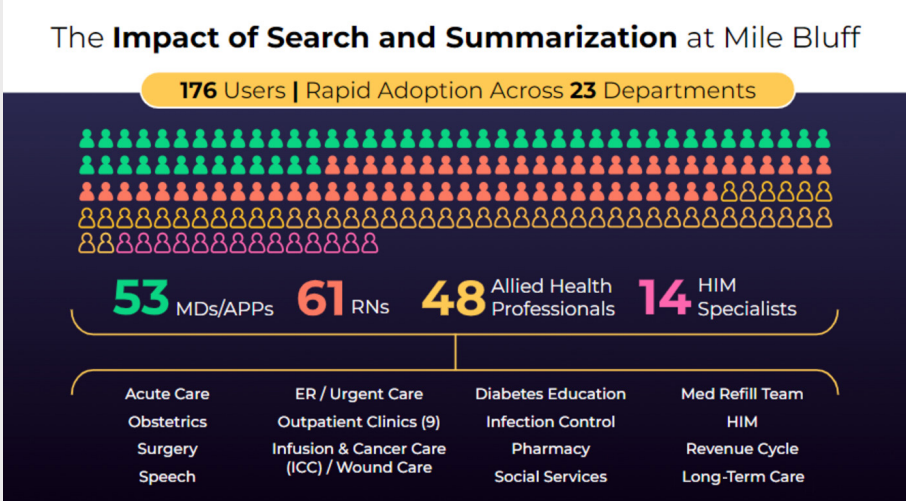 The Impact of Search and Summarization at Mile Bluff
176 Users | Rapid Adoption Across 23 Departments
53 MDs/APPs
61 RNs
48 Allied Health
Professionals
14 HIM
Specialists
Acute Care
Obstetrics
Surgery
Speech
ER / Urgent Care
Outpatient Clinics (9)
Infusion & Cancer Care
(ICC) / Wound Care
Diabetes Education
Infection Control
Pharmacy
Social Services
Med Refill Team
HIM
Revenue Cycle
Long-Term Care